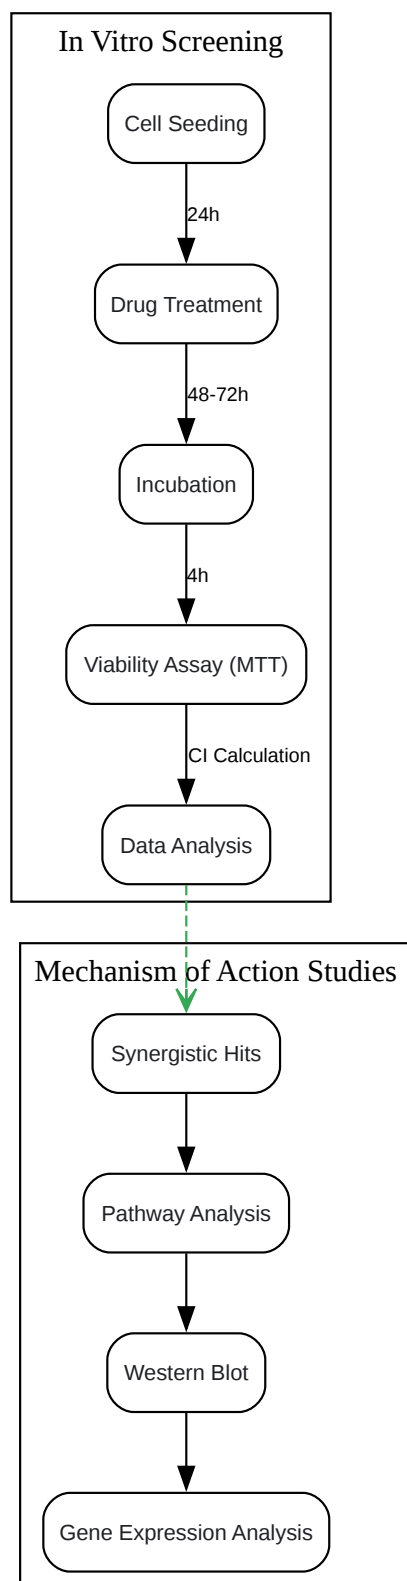 In Vitro Screening
Cell Seeding
24h
Drug Treatment
48-72h
Incubation
4h
Viability Assay (MTT)
CI Calculation
Data Analysis
Mechanism of Action Studies
Synergistic Hits
Pathway Analysis
Western Blot
Gene Expression Analysis